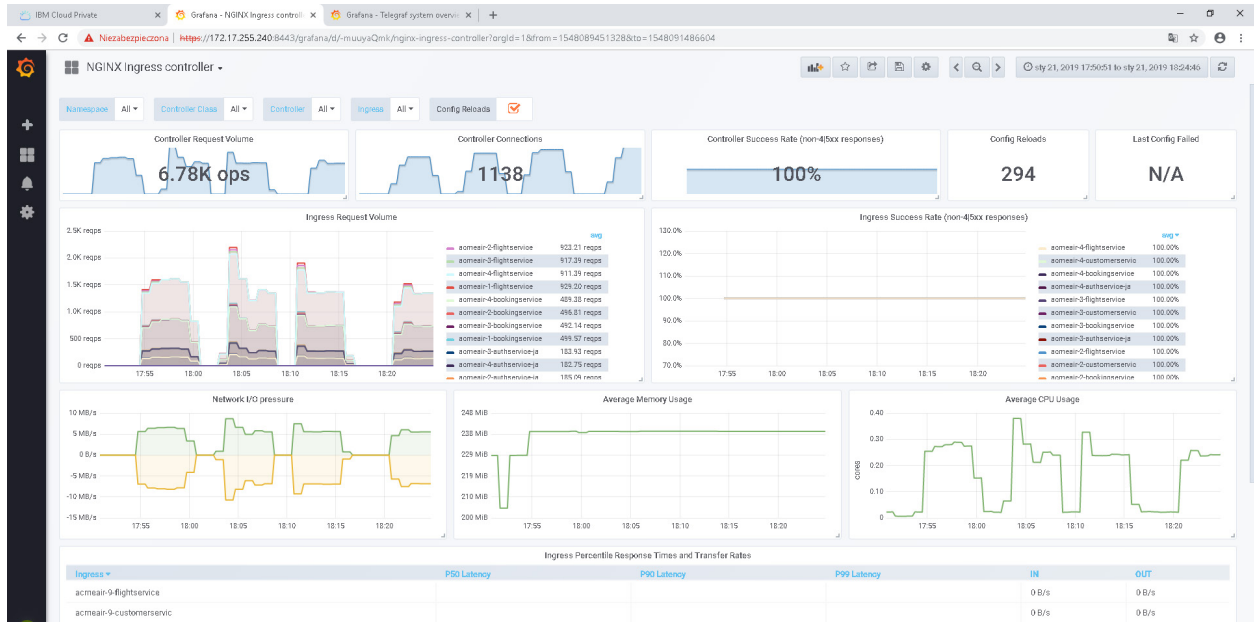 IBM Cloud Private
Grafana - NGINX Ingress controll
Grafana - Telegraf system overvie
Niezabezpieczona | https://172.17.255.240:8443/grafana/d/-muuyaQmk/nginx-ingress-controller?orgId=1&from=1548089451328&to=1548091486604
NGINX Ingress controller
sty 21, 2019 17:50:51 to sty 21, 2019 18:24:46
Namespace All Controller Class All Controller All Ingress All Config Reloads
Controller Request Volume
6.78K ops
Controller Connections
1138
Controller Success Rate (non-4|5xx responses)
100%
Config Reloads
294
Last Config Failed
N/A
Ingress Request Volume
2.5K reqps
2.0K reqps
1.5K reqps
1.0K reqps
500 reqps
0 reqps
17:55 18:00 18:05 18:10 18:15 18:20
avg
acmeair-2-flightservice 923.21 reqps
acmeair-3-flightservice 917.39 reqps
acmeair-4-flightservice 911.39 reqps
acmeair-1-flightservice 929.20 reqps
acmeair-4-bookingservice 489.38 reqps
acmeair-2-bookingservice 496.81 reqps
acmeair-3-bookingservice 492.14 reqps
acmeair-1-bookingservice 499.57 reqps
acmeair-3-authservice-ja 183.93 reqps
acmeair-4-authservice-ja 182.75 reqps
acmeair-2-authservice-ja 185.09 reqps
Ingress Success Rate (non-4|5xx responses)
130.0%
120.0%
110.0%
100.0%
90.0%
80.0%
70.0%
17:55 18:00 18:05 18:10 18:15 18:20
avg
acmeair-4-flightservice 100.00%
acmeair-4-customerservic 100.00%
acmeair-4-bookingservice 100.00%
acmeair-4-authservice-ja 100.00%
acmeair-3-flightservice 100.00%
acmeair-3-customerservic 100.00%
acmeair-3-bookingservice 100.00%
acmeair-3-authservice-ja 100.00%
acmeair-2-flightservice 100.00%
acmeair-2-customerservic 100.00%
acmeair-2-bookingservice 100.00%
Network I/O pressure
10 MB/s
5 MB/s
0 B/s
-5 MB/s
-10 MB/s
-15 MB/s
17:55 18:00 18:05 18:10 18:15 18:20
Average Memory Usage
248 MiB
238 MiB
229 MiB
219 MiB
210 MiB
200 MiB
17:55 18:00 18:05 18:10 18:15 18:20
Average CPU Usage
cores
0.40
0.30
0.20
0.10
0
17:55 18:00 18:05 18:10 18:15 18:20
Ingress Percentile Response Times and Transfer Rates
Ingress P50 Latency P90 Latency P99 Latency IN OUT
acmeair-9-flightservice 0 B/s 0 B/s
acmeair-9-customerservic 0 B/s 0 B/s